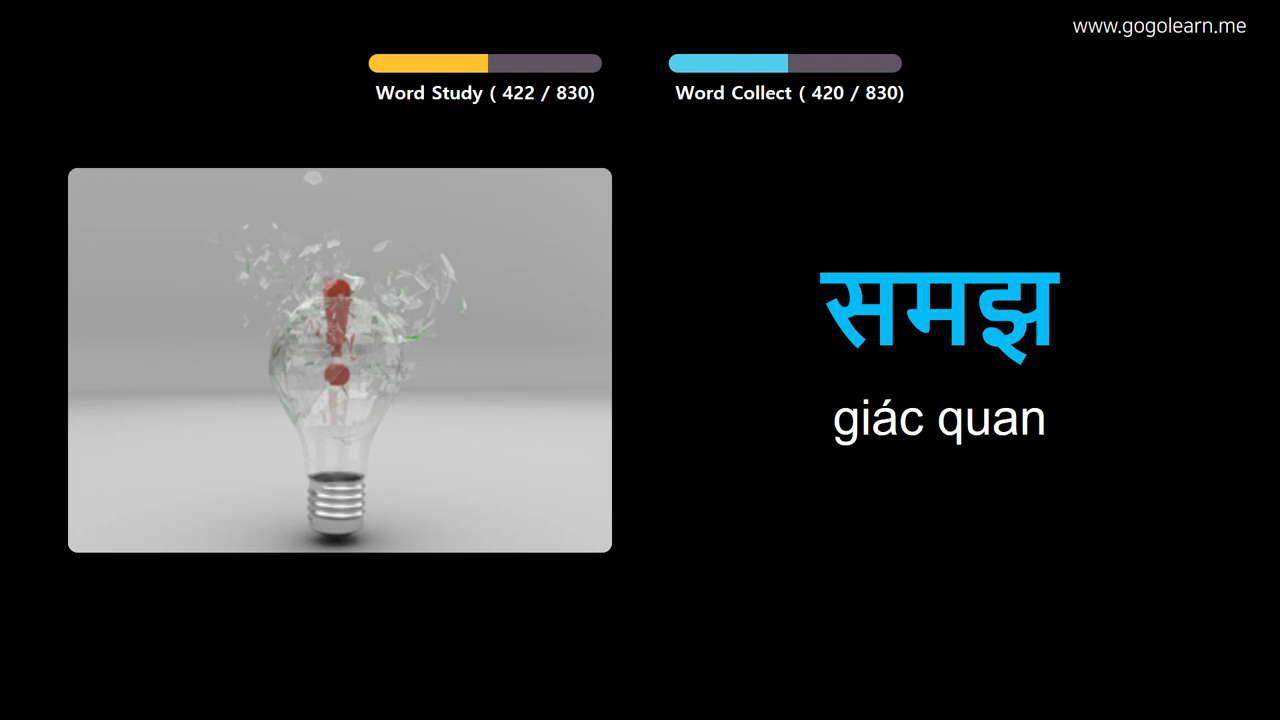 www.gogolearn.me
Word Study ( 422 / 830)
Word Collect ( 420 / 830)
समझ
giác quan